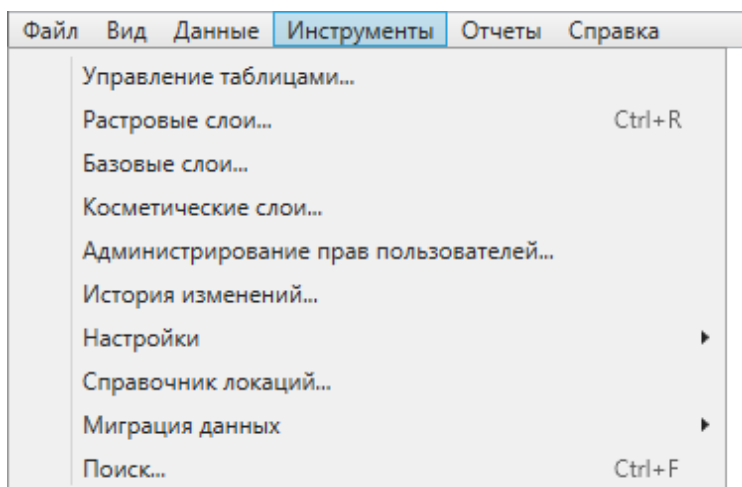 Файл Вид Данные Инструменты Отчеты Справка
Управление таблицами...
Растровые слои... Ctrl+R
Базовые слои...
Косметические слои...
Администрирование прав пользователей...
История изменений...
Настройки
Справочник локаций...
Миграция данных
Поиск... Ctrl+F